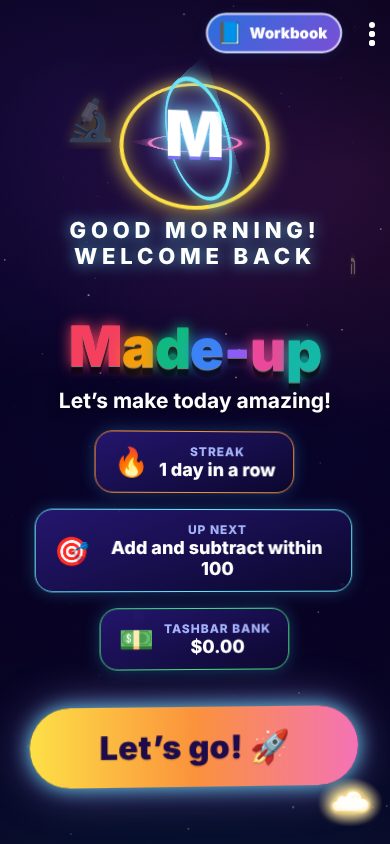 Workbook
M
GOOD MORNING!
WELCOME BACK
Made-up
Let’s make today amazing!
STREAK
1 day in a row
UP NEXT
Add and subtract within
100
TASHBAR BANK
$0.00
Let’s go!